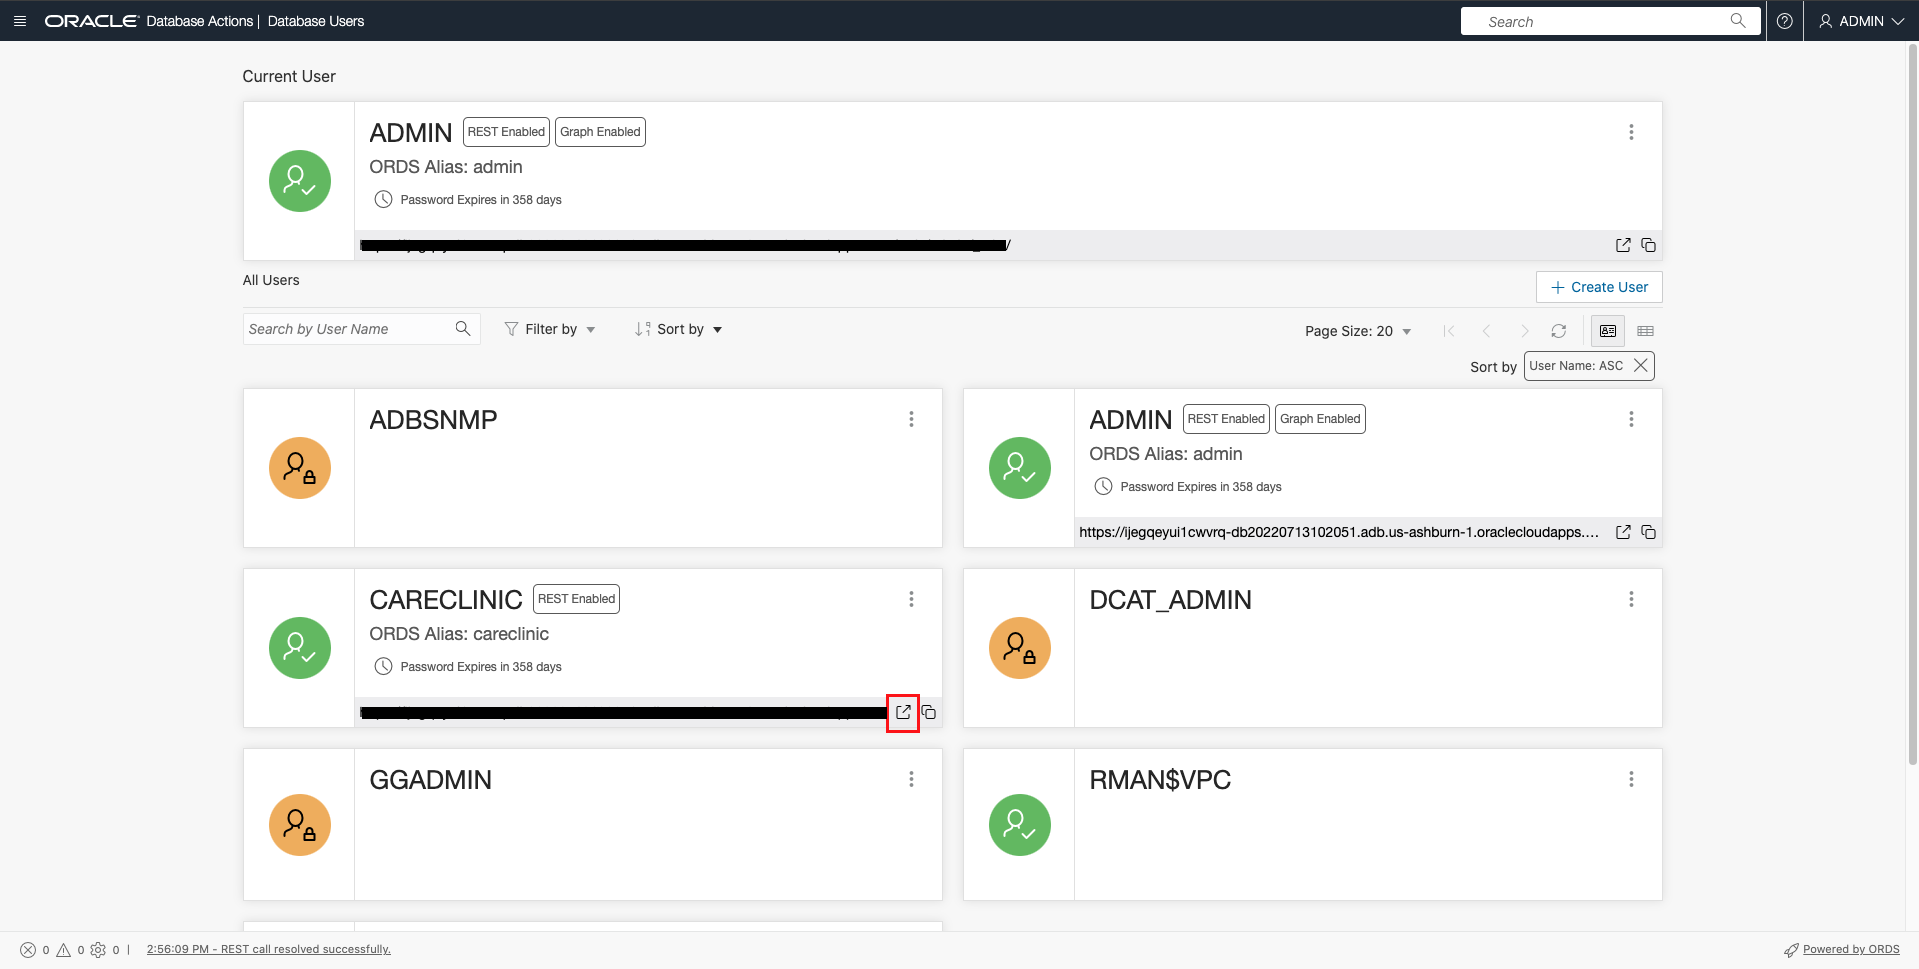 ORACLE Database Actions | Database Users
Search
ADMIN
Current User
ADMIN REST Enabled Graph Enabled
ORDS Alias: admin
Password Expires in 358 days
All Users
+ Create User
Search by User Name
Filter by
Sort by
Page Size: 20
Sort by User Name: ASC
ADBSNMP
ADMIN REST Enabled Graph Enabled
ORDS Alias: admin
Password Expires in 358 days
https://ijegqeyui1cwvrq-db20220713102051.adb.us-ashburn-1.oraclecloudapps....
CARECLINIC REST Enabled
ORDS Alias: careclinic
Password Expires in 358 days
DCAT_ADMIN
GGADMIN
RMAN$VPC
0 0 0 | 2:56:09 PM - REST call resolved successfully.
Powered by ORDS